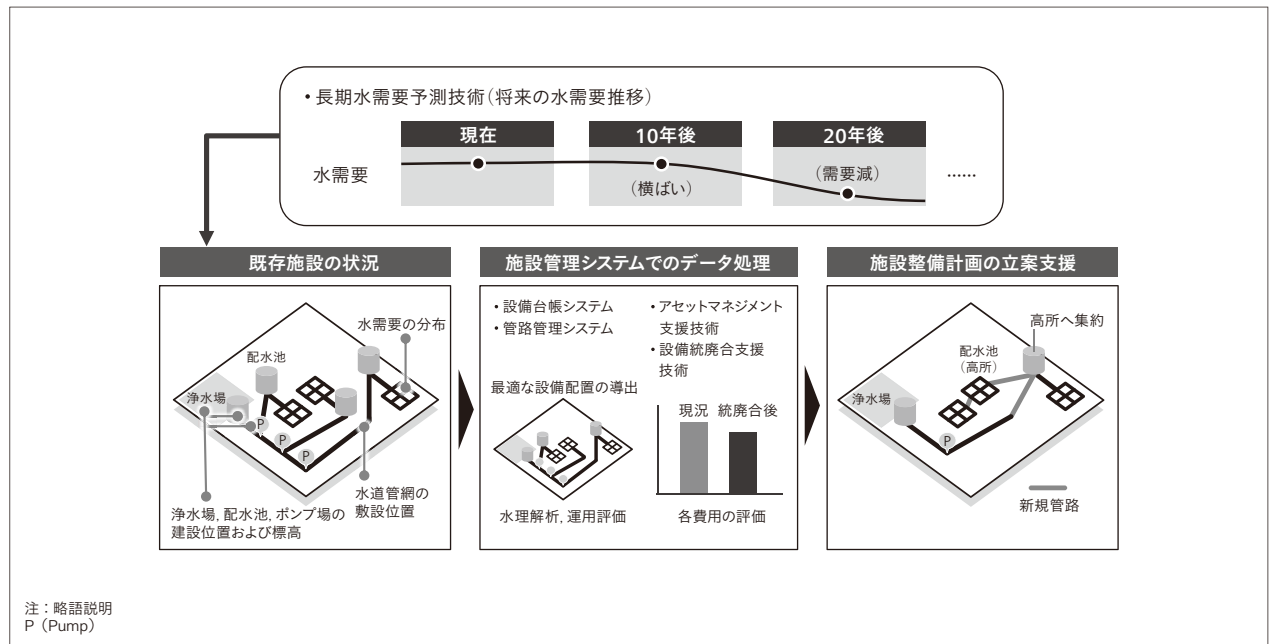 ・長期水需要予測技術（将来の水需要推移）
現在
10年後
20年後
水需要
（横ばい）
（需要減）
……
既存施設の状況
水需要の分布
配水池
浄水場
P
P
P
浄水場，配水池，ポンプ場の
建設位置および標高
水道管網の
敷設位置
施設管理システムでのデータ処理
・設備台帳システム
・管路管理システム
・アセットマネジメント
支援技術
・設備統廃合支援
技術
最適な設備配置の導出
水理解析，運用評価
現況
統廃合後
各費用の評価
施設整備計画の立案支援
高所へ集約
配水池
（高所）
浄水場
P
新規管路
注：略語説明
P（Pump）